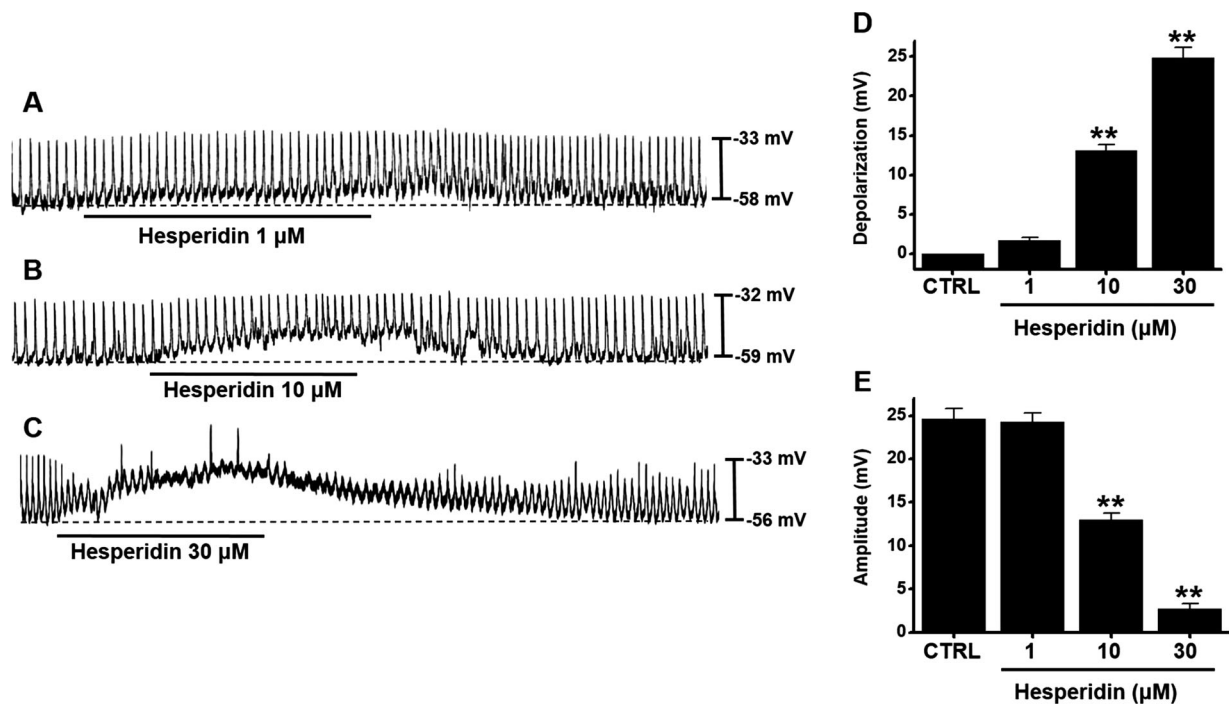 A
-33 mV
-58 mV
Hesperidin 1 µM
B
-32 mV
-59 mV
Hesperidin 10 µM
C
-33 mV
-56 mV
Hesperidin 30 µM
D
Depolarization (mV)
25
20
15
10
5
0
**
**
CTRL 1 10 30
Hesperidin (µM)
E
Amplitude (mV)
25
20
15
10
5
0
**
**
CTRL 1 10 30
Hesperidin (µM)